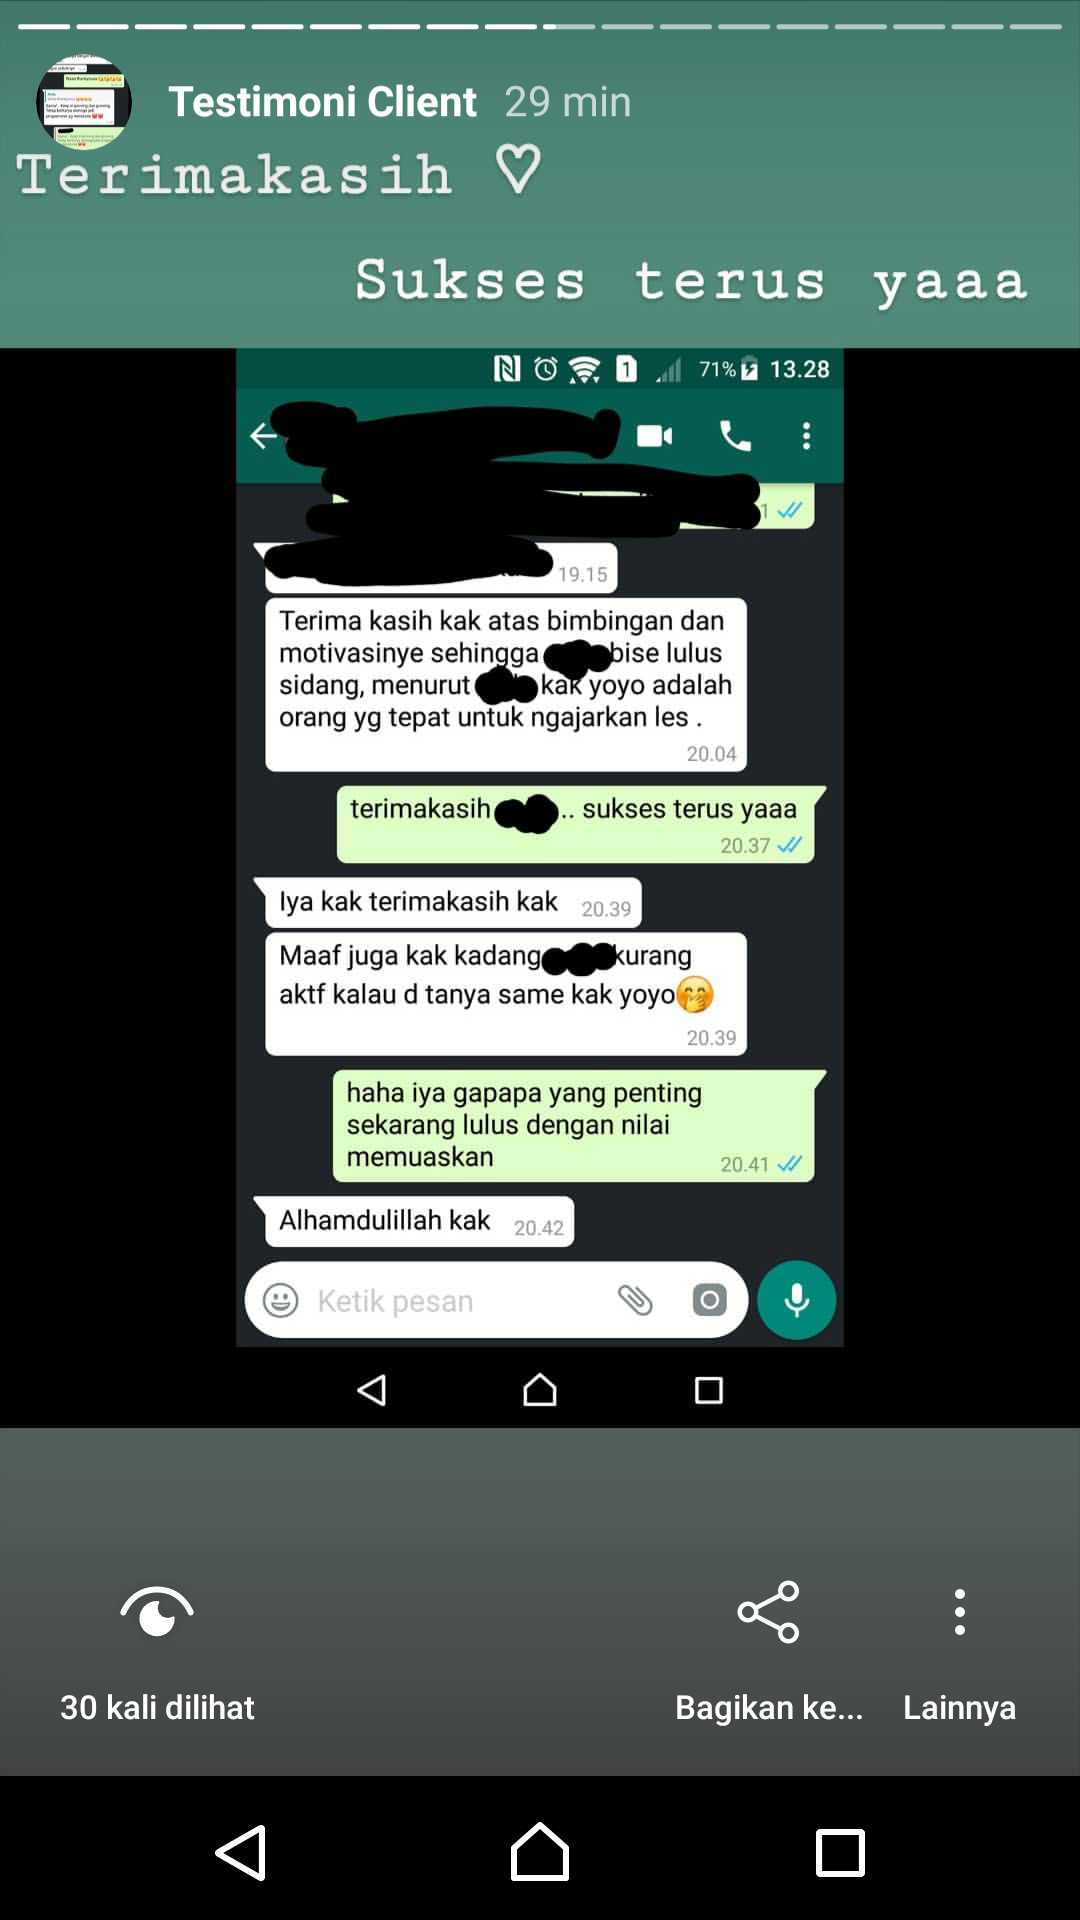 Testimoni Client 29 min
Terimakasih ♡
Sukses terus yaaa
71% 13.28
19.15
Terima kasih kak atas bimbingan dan
motivasinye sehingga bise lulus
sidang, menurut kak yoyo adalah
orang yg tepat untuk ngajarkan les .
20.04
terimakasih .. sukses terus yaaa
20.37
Iya kak terimakasih kak 20.39
Maaf juga kak kadang kurang
aktf kalau d tanya same kak yoyo🤭
20.39
haha iya gapapa yang penting
sekarang lulus dengan nilai
memuaskan 20.41
Alhamdulillah kak 20.42
Ketik pesan
30 kali dilihat
Bagikan ke... Lainnya